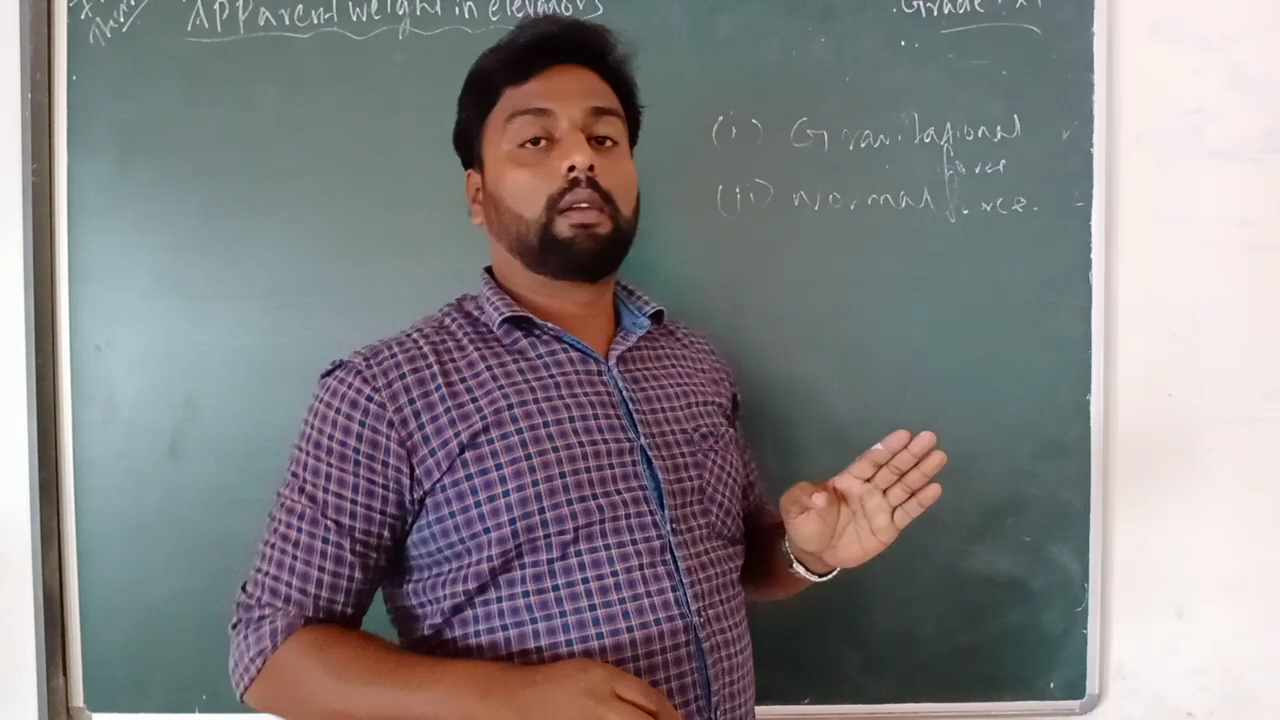 Apparent weight in elevators
Grade : XI
(i) Gravitational
force
(ii) Normal force.